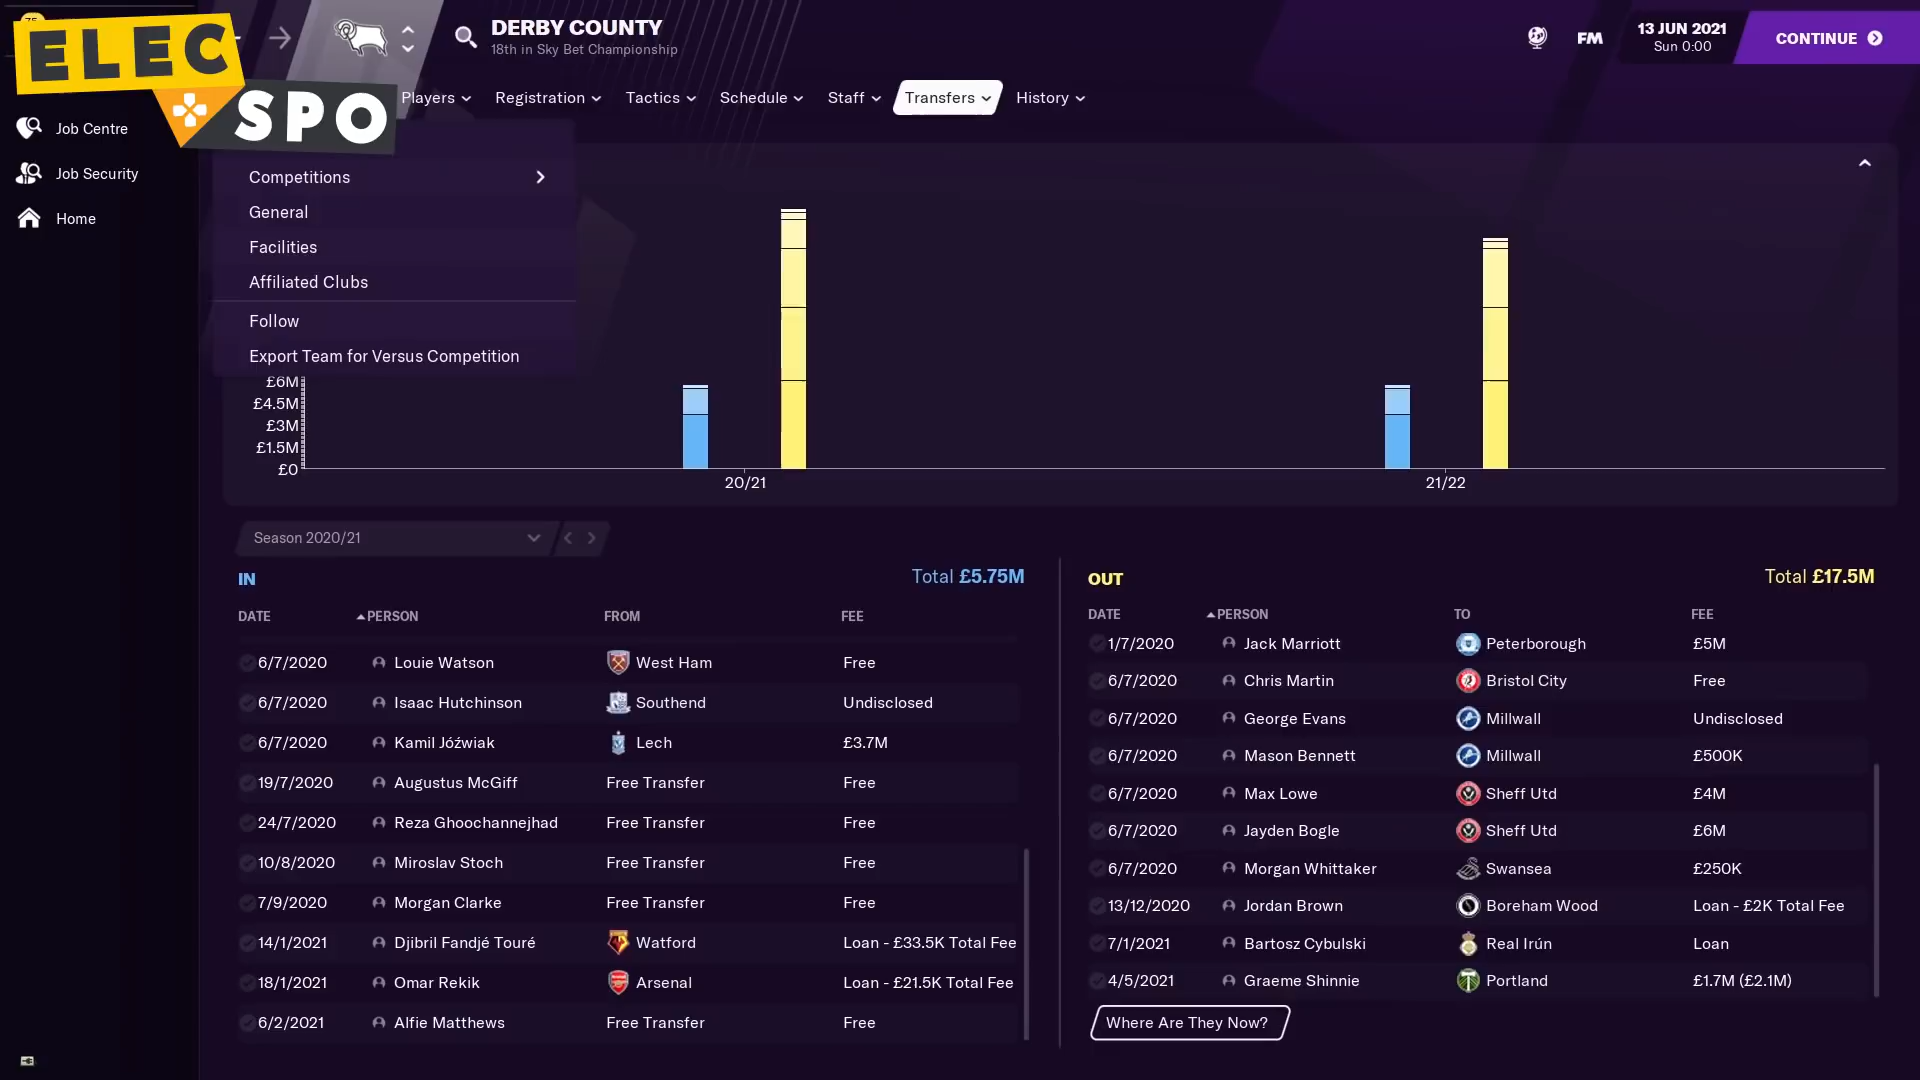 75
ELEC
SPO
DERBY COUNTY
18th in Sky Bet Championship
FM
13 JUN 2021
Sun 0:00
CONTINUE
Players
Registration
Tactics
Schedule
Staff
Transfers
History
Job Centre
Job Security
Home
Competitions
General
Facilities
Affiliated Clubs
Follow
Export Team for Versus Competition
£6M
£4.5M
£3M
£1.5M
£0
20/21
21/22
Season 2020/21
IN
Total £5.75M
DATE PERSON FROM FEE
6/7/2020 Louie Watson West Ham Free
6/7/2020 Isaac Hutchinson Southend Undisclosed
6/7/2020 Kamil Jóźwiak Lech £3.7M
19/7/2020 Augustus McGiff Free Transfer Free
24/7/2020 Reza Ghoochannejhad Free Transfer Free
10/8/2020 Miroslav Stoch Free Transfer Free
7/9/2020 Morgan Clarke Free Transfer Free
14/1/2021 Djibril Fandjé Touré Watford Loan - £33.5K Total Fee
18/1/2021 Omar Rekik Arsenal Loan - £21.5K Total Fee
6/2/2021 Alfie Matthews Free Transfer Free
OUT
Total £17.5M
DATE PERSON TO FEE
1/7/2020 Jack Marriott Peterborough £5M
6/7/2020 Chris Martin Bristol City Free
6/7/2020 George Evans Millwall Undisclosed
6/7/2020 Mason Bennett Millwall £500K
6/7/2020 Max Lowe Sheff Utd £4M
6/7/2020 Jayden Bogle Sheff Utd £6M
6/7/2020 Morgan Whittaker Swansea £250K
13/12/2020 Jordan Brown Boreham Wood Loan - £2K Total Fee
7/1/2021 Bartosz Cybulski Real Irún Loan
4/5/2021 Graeme Shinnie Portland £1.7M (£2.1M)
Where Are They Now?